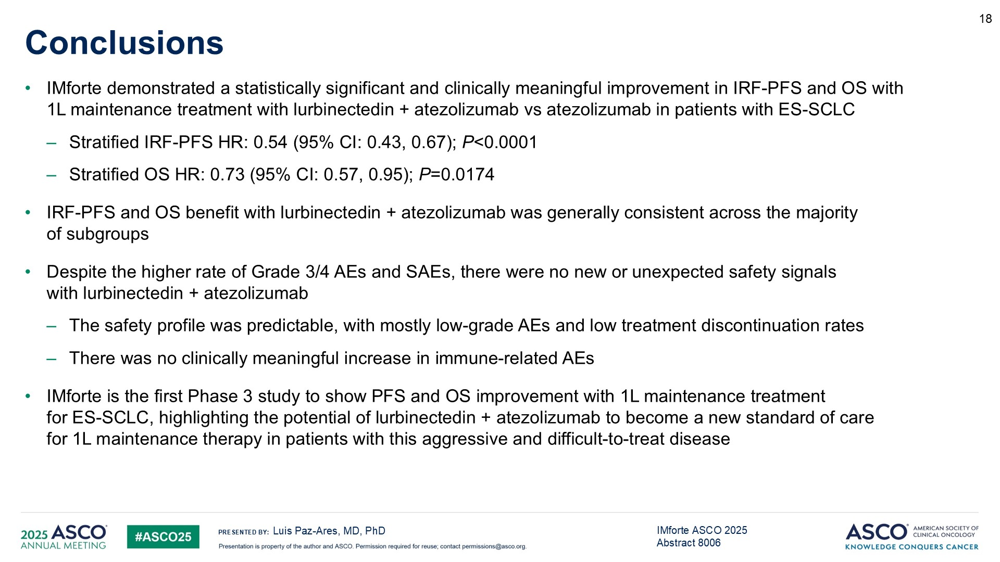 18
Conclusions
• IMforte demonstrated a statistically significant and clinically meaningful improvement in IRF-PFS and OS with
1L maintenance treatment with lurbinectedin + atezolizumab vs atezolizumab in patients with ES-SCLC
– Stratified IRF-PFS HR: 0.54 (95% CI: 0.43, 0.67); P<0.0001
– Stratified OS HR: 0.73 (95% CI: 0.57, 0.95); P=0.0174
• IRF-PFS and OS benefit with lurbinectedin + atezolizumab was generally consistent across the majority
of subgroups
• Despite the higher rate of Grade 3/4 AEs and SAEs, there were no new or unexpected safety signals
with lurbinectedin + atezolizumab
– The safety profile was predictable, with mostly low-grade AEs and low treatment discontinuation rates
– There was no clinically meaningful increase in immune-related AEs
• IMforte is the first Phase 3 study to show PFS and OS improvement with 1L maintenance treatment
for ES-SCLC, highlighting the potential of lurbinectedin + atezolizumab to become a new standard of care
for 1L maintenance therapy in patients with this aggressive and difficult-to-treat disease
2025 ASCO
ANNUAL MEETING
#ASCO25
PRESENTED BY: Luis Paz-Ares, MD, PhD
Presentation is property of the author and ASCO. Permission required for reuse; contact permissions@asco.org.
IMforte ASCO 2025
Abstract 8006
ASCO AMERICAN SOCIETY OF
CLINICAL ONCOLOGY
KNOWLEDGE CONQUERS CANCER